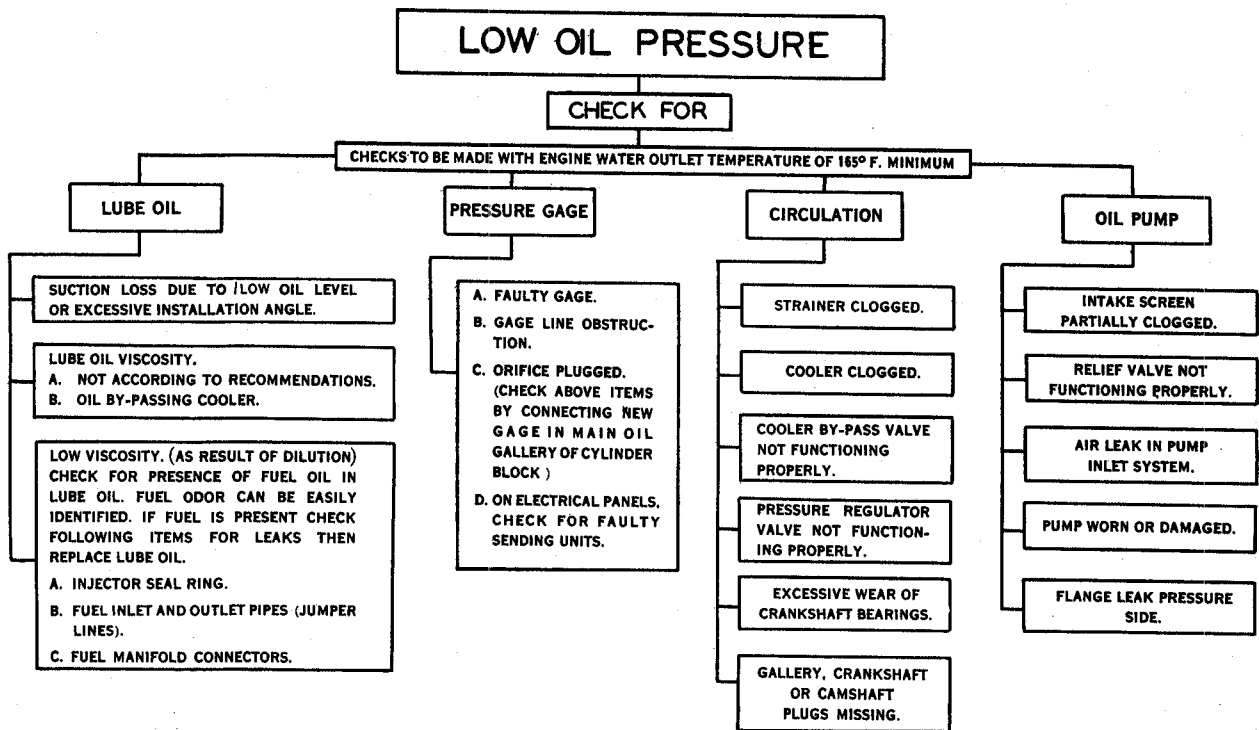 LOW OIL PRESSURE
CHECK FOR
CHECKS TO BE MADE WITH ENGINE WATER OUTLET TEMPERATURE OF 165° F. MINIMUM
LUBE OIL
SUCTION LOSS DUE TO LOW OIL LEVEL
OR EXCESSIVE INSTALLATION ANGLE.
LUBE OIL VISCOSITY.
A. NOT ACCORDING TO RECOMMENDATIONS.
B. OIL BY-PASSING COOLER.
LOW VISCOSITY. (AS RESULT OF DILUTION)
CHECK FOR PRESENCE OF FUEL OIL IN
LUBE OIL. FUEL ODOR CAN BE EASILY
IDENTIFIED. IF FUEL IS PRESENT CHECK
FOLLOWING ITEMS FOR LEAKS THEN
REPLACE LUBE OIL.
A. INJECTOR SEAL RING.
B. FUEL INLET AND OUTLET PIPES (JUMPER
LINES).
C. FUEL MANIFOLD CONNECTORS.
PRESSURE GAGE
A. FAULTY GAGE.
B. GAGE LINE OBSTRUC-
TION.
C. ORIFICE PLUGGED.
(CHECK ABOVE ITEMS
BY CONNECTING NEW
GAGE IN MAIN OIL
GALLERY OF CYLINDER
BLOCK )
D. ON ELECTRICAL PANELS,
CHECK FOR FAULTY
SENDING UNITS.
CIRCULATION
STRAINER CLOGGED.
COOLER CLOGGED.
COOLER BY-PASS VALVE
NOT FUNCTIONING
PROPERLY.
PRESSURE REGULATOR
VALVE NOT FUNCTION-
ING PROPERLY.
EXCESSIVE WEAR OF
CRANKSHAFT BEARINGS.
GALLERY, CRANKSHAFT
OR CAMSHAFT
PLUGS MISSING.
OIL PUMP
INTAKE SCREEN
PARTIALLY CLOGGED.
RELIEF VALVE NOT
FUNCTIONING PROPERLY.
AIR LEAK IN PUMP
INLET SYSTEM.
PUMP WORN OR DAMAGED.
FLANGE LEAK PRESSURE
SIDE.